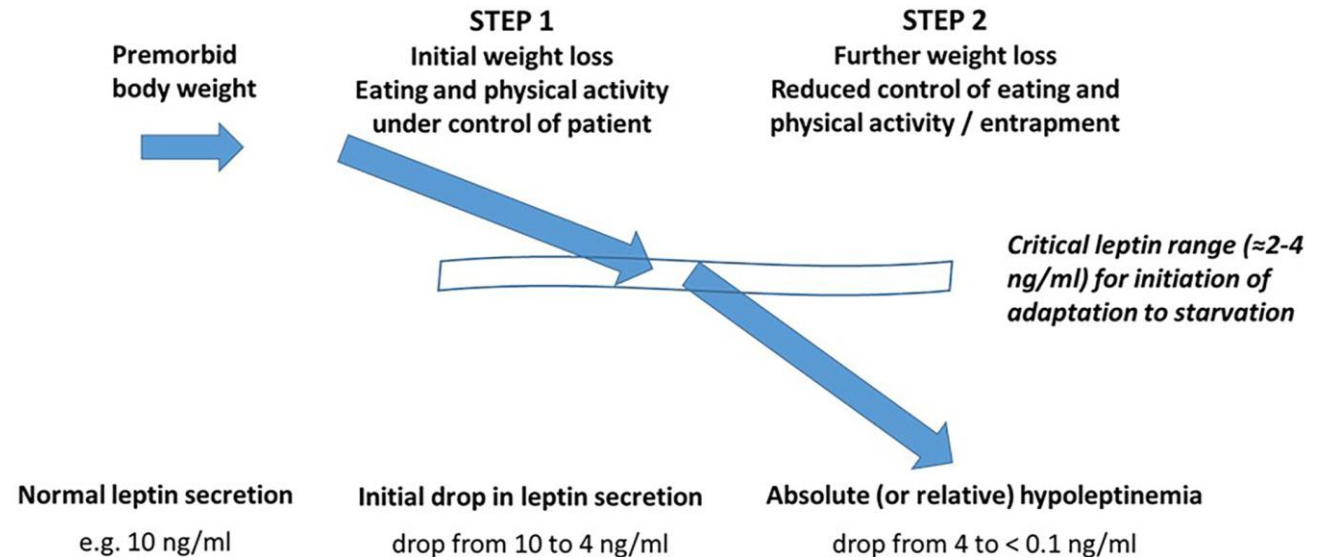 Premorbid
body weight
STEP 1
Initial weight loss
Eating and physical activity
under control of patient
STEP 2
Further weight loss
Reduced control of eating and
physical activity / entrapment
Critical leptin range (≈2-4
ng/ml) for initiation of
adaptation to starvation
Normal leptin secretion
e.g. 10 ng/ml
Initial drop in leptin secretion
drop from 10 to 4 ng/ml
Absolute (or relative) hypoleptinemia
drop from 4 to < 0.1 ng/ml